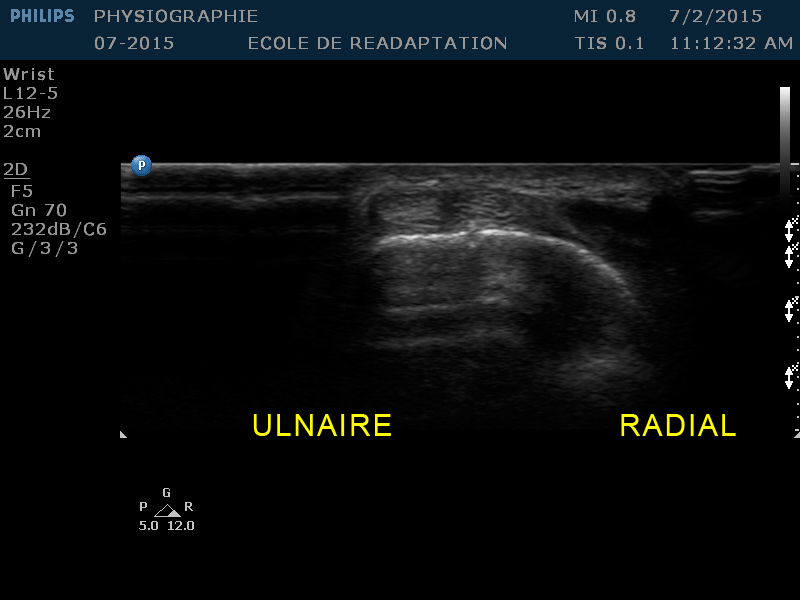 PHILIPS PHYSIOGRAPHIE MI 0.8 7/2/2015
07-2015 ECOLE DE READAPTATION TIS 0.1 11:12:32 AM
Wrist
L12-5
26Hz
2cm
P
2D
F5
Gn 70
232dB/C6
G/3/3
ULNAIRE RADIAL
G
P R
5.0 12.0